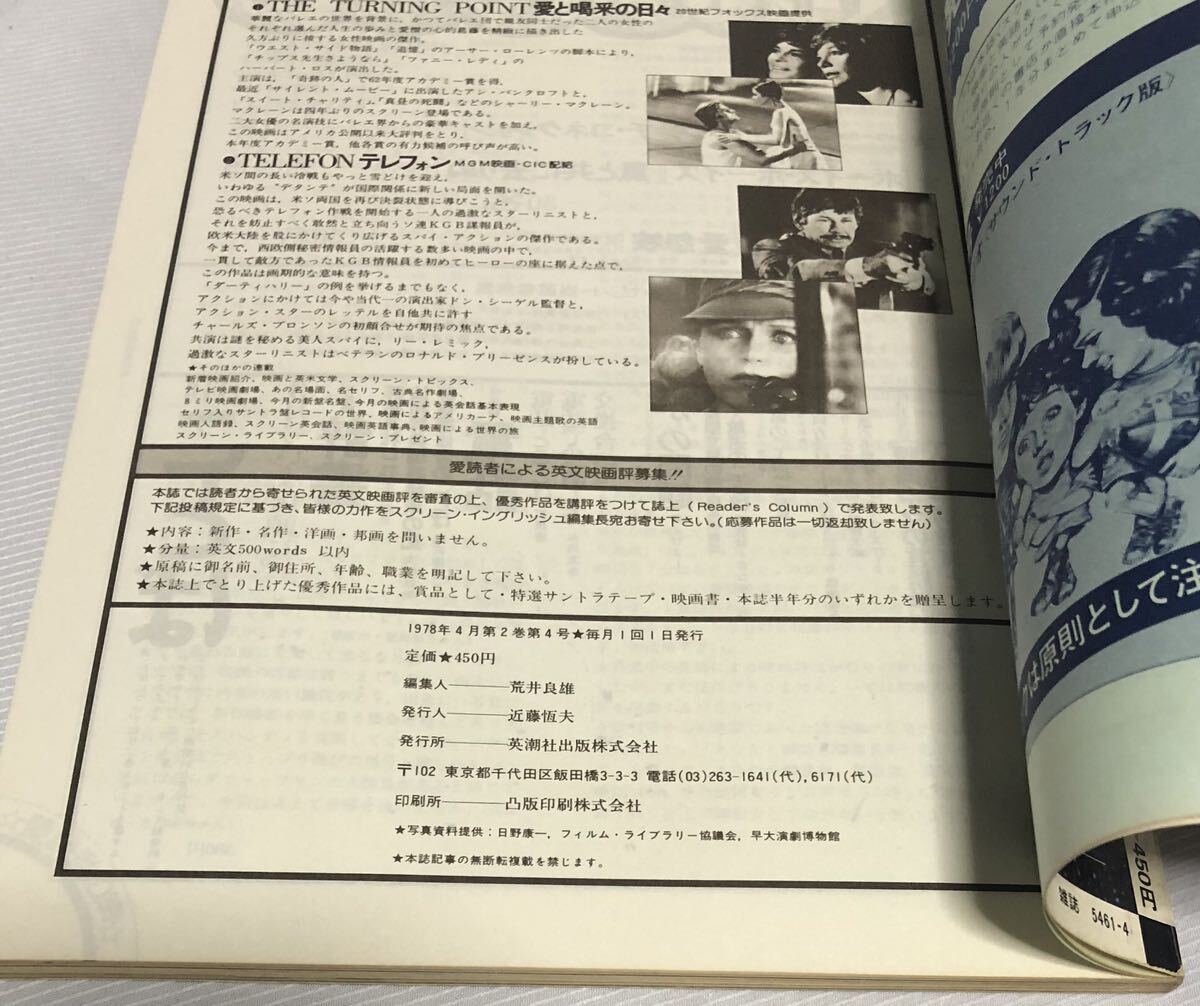 ●THE TURNING POINT 愛と喝采の日々 20世紀フォックス映画提供
華麗なバレエの世界を背景に、かつてバレエ団で親友同士だった二人の女性の
それぞれ選んだ人生の歩みと愛憎の心的葛藤を精緻に描き出した
久方ぶりに接する女性映画の傑作。
「ウエスト・サイド物語」「追憶」のアーサー・ローレンツの脚本により、
「チップス先生さようなら」「ファニー・レディ」の
ハーバート・ロスが演出した。
主演は、「奇跡の人」で62年度アカデミー賞を得、
最近「サイレント・ムービー」に出演したアン・バンクロフトと、
「スイート・チャリティ」、「真昼の死闘」などのシャーリー・マクレーン。
マクレーンは四年ぶりのスクリーン登場である。
二大女優の名演技にバレエ界からの豪華キャストを加え、
この映画はアメリカ公開以来大評判をとり、
本年度アカデミー賞、他各賞の有力候補の呼び声が高い。
●TELEFON テレフォン MGM映画・CIC配給
米ソ間の長い冷戦もやっと雪どけを迎え、
いわゆる“デタンテ”が国際関係に新しい局面を開いた。
この映画は、米ソ両国を再び決裂状態に導びこうと、
恐るべきテレフォン作戦を開始する一人の過激なスターリニストと、
それを妨止すべく敢然と立ち向うソ連KGB諜報員が、
欧米大陸を股にかけてくり広げるスパイ・アクションの傑作である。
今まで、西欧側秘密情報員の活躍する数多い映画の中で、
一貫して敵方であったKGB情報員を初めてヒーローの座に据えた点で、
この作品は画期的な意味を持つ。
「ダーティハリー」の例を挙げるまでもなく、
アクションにかけては今や当代一の演出家ドン・シーゲル監督と、
アクション・スターのレッテルを自他共に許す
チャールズ・ブロンソンの初顔合せが期待の焦点である。
共演は謎を秘める美人スパイに、リー・レミック、
過激なスターリニストはベテランのロナルド・プリーゼンスが扮している。
★そのほかの連載
新着映画紹介、映画と英米文学、スクリーン・トピックス、
テレビ映画劇場、あの名場面、名セリフ、古典名作劇場、
8ミリ映画劇場、今月の新盤名盤、今月の映画による英会話基本表現
セリフ入りサントラ盤レコードの世界、映画によるアメリカーナ、映画主題歌の英語
映画人語録、スクリーン英会話、映画英語事典、映画による世界の旅
スクリーン・ライブラリー、スクリーン・プレゼント
愛読者による英文映画評募集!!
本誌では読者から寄せられた英文映画評を審査の上、優秀作品を講評をつけて誌上（Reader's Column）で発表致します。
下記投稿規定に基づき、皆様の力作をスクリーン・イングリッシュ編集長宛お寄せ下さい。（応募作品は一切返却致しません）
★内容：新作・名作・洋画・邦画を問いません。
★分量：英文500words 以内
★原稿に御名前、御住所、年齢、職業を明記して下さい。
★本誌上でとり上げた優秀作品には、賞品として・特選サントラテープ・映画書・本誌半年分のいずれかを贈呈します。
1978年4月第2巻第4号★毎月1回1日発行
定価★450円
編集人――荒井良雄
発行人――近藤恆夫
発行所――英潮社出版株式会社
〒102 東京都千代田区飯田橋3-3-3 電話(03)263-1641(代),6171(代)
印刷所――凸版印刷株式会社
★写真資料提供：日野康一，フィルム・ライブラリー協議会，早大演劇博物館
★本誌記事の無断転複載を禁じます。
サウンド・トラック版》
は原則として注
450円
雑誌 5461-4